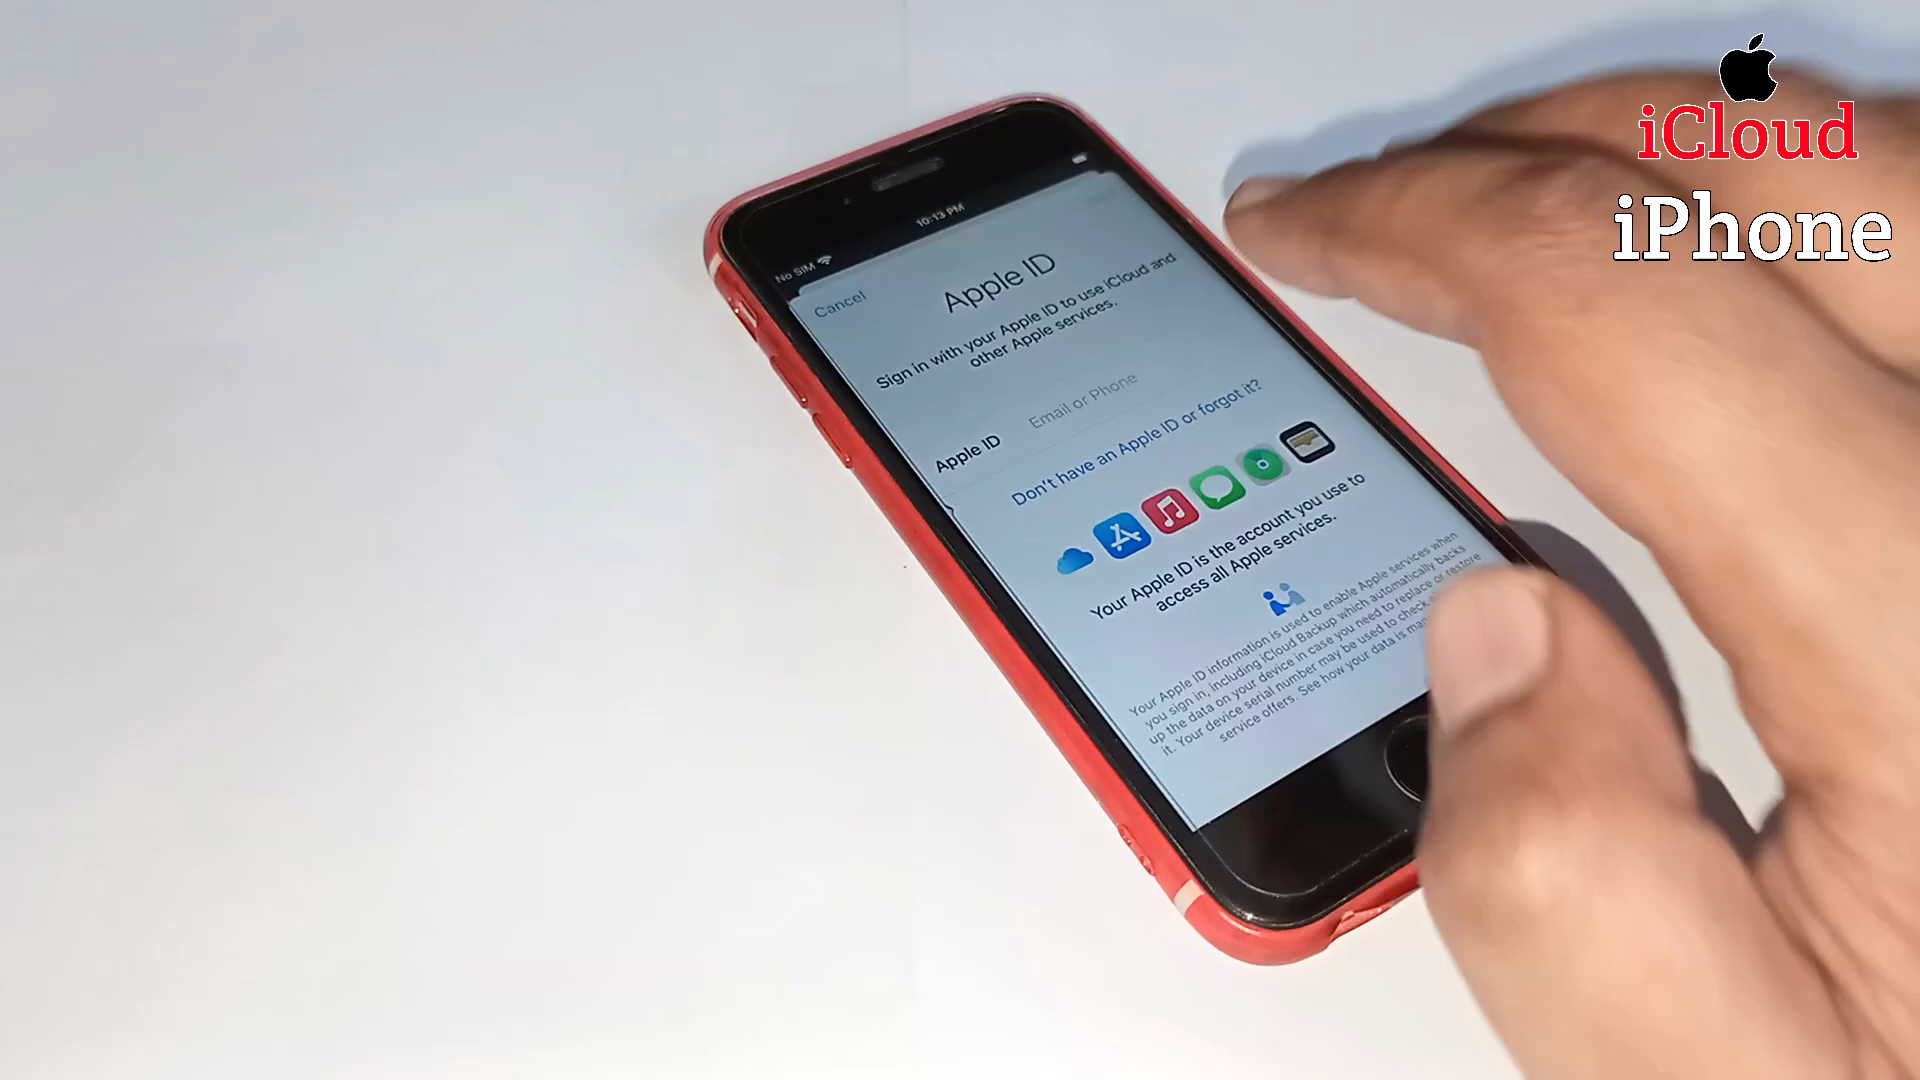 iCloud
iPhone
No SIM
10:13 PM
Cancel
Apple ID
Sign in with your Apple ID to use iCloud and
other Apple services.
Apple ID
Email or Phone
Don't have an Apple ID or forgot it?
Your Apple ID is the account you use to
access all Apple services.
Your Apple ID information is used to enable Apple services when
you sign in, including iCloud Backup which automatically backs
up the data on your device in case you need to replace or restore
it. Your device serial number may be used to check
service offers. See how your data is